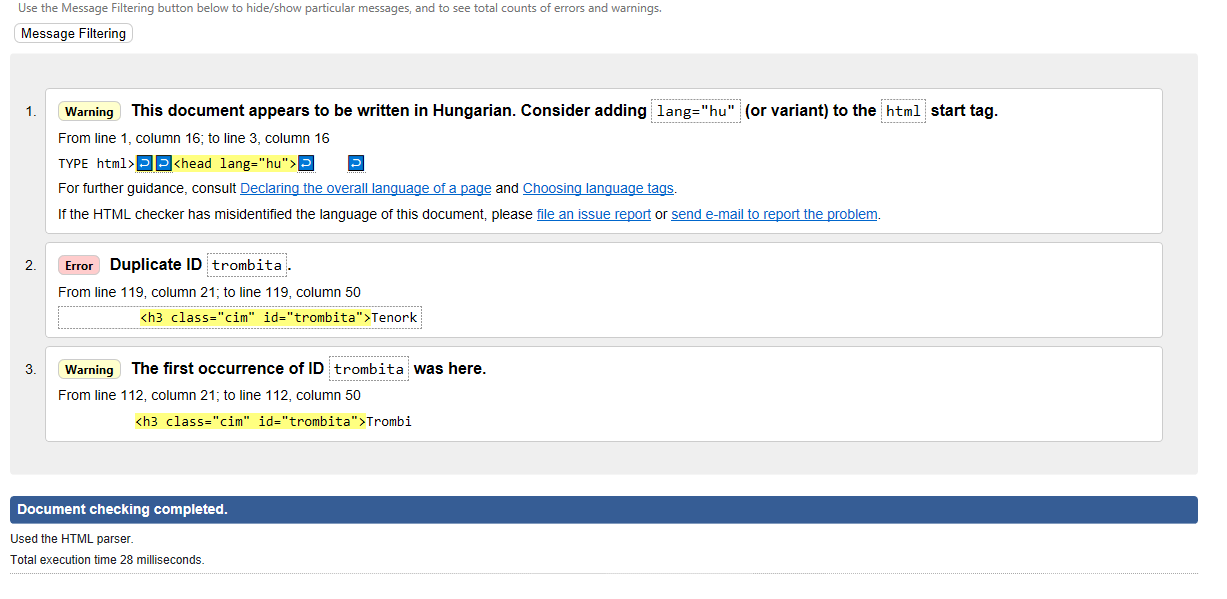 Use the Message Filtering button below to hide/show particular messages, and to see total counts of errors and warnings.
Message Filtering
1. Warning This document appears to be written in Hungarian. Consider adding lang="hu" (or variant) to the html start tag.
From line 1, column 16; to line 3, column 16
TYPE html>↩↩<head lang="hu">↩ ↩
For further guidance, consult Declaring the overall language of a page and Choosing language tags.
If the HTML checker has misidentified the language of this document, please file an issue report or send e-mail to report the problem.
2. Error Duplicate ID trombita.
From line 119, column 21; to line 119, column 50
<h3 class="cim" id="trombita">Tenork
3. Warning The first occurrence of ID trombita was here.
From line 112, column 21; to line 112, column 50
<h3 class="cim" id="trombita">Trombi
Document checking completed.
Used the HTML parser.
Total execution time 28 milliseconds.